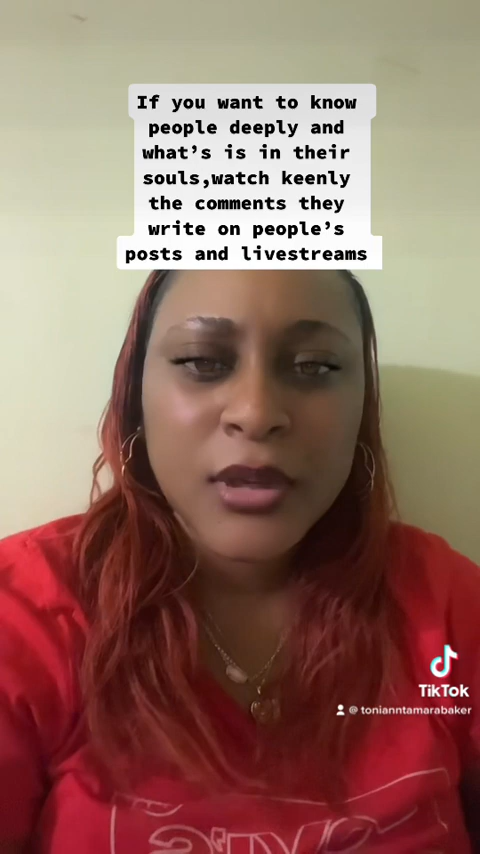 If you want to know
people deeply and
what’s is in their
souls,watch keenly
the comments they
write on people’s
posts and livestreams
TikTok
@ tonianntamarabaker